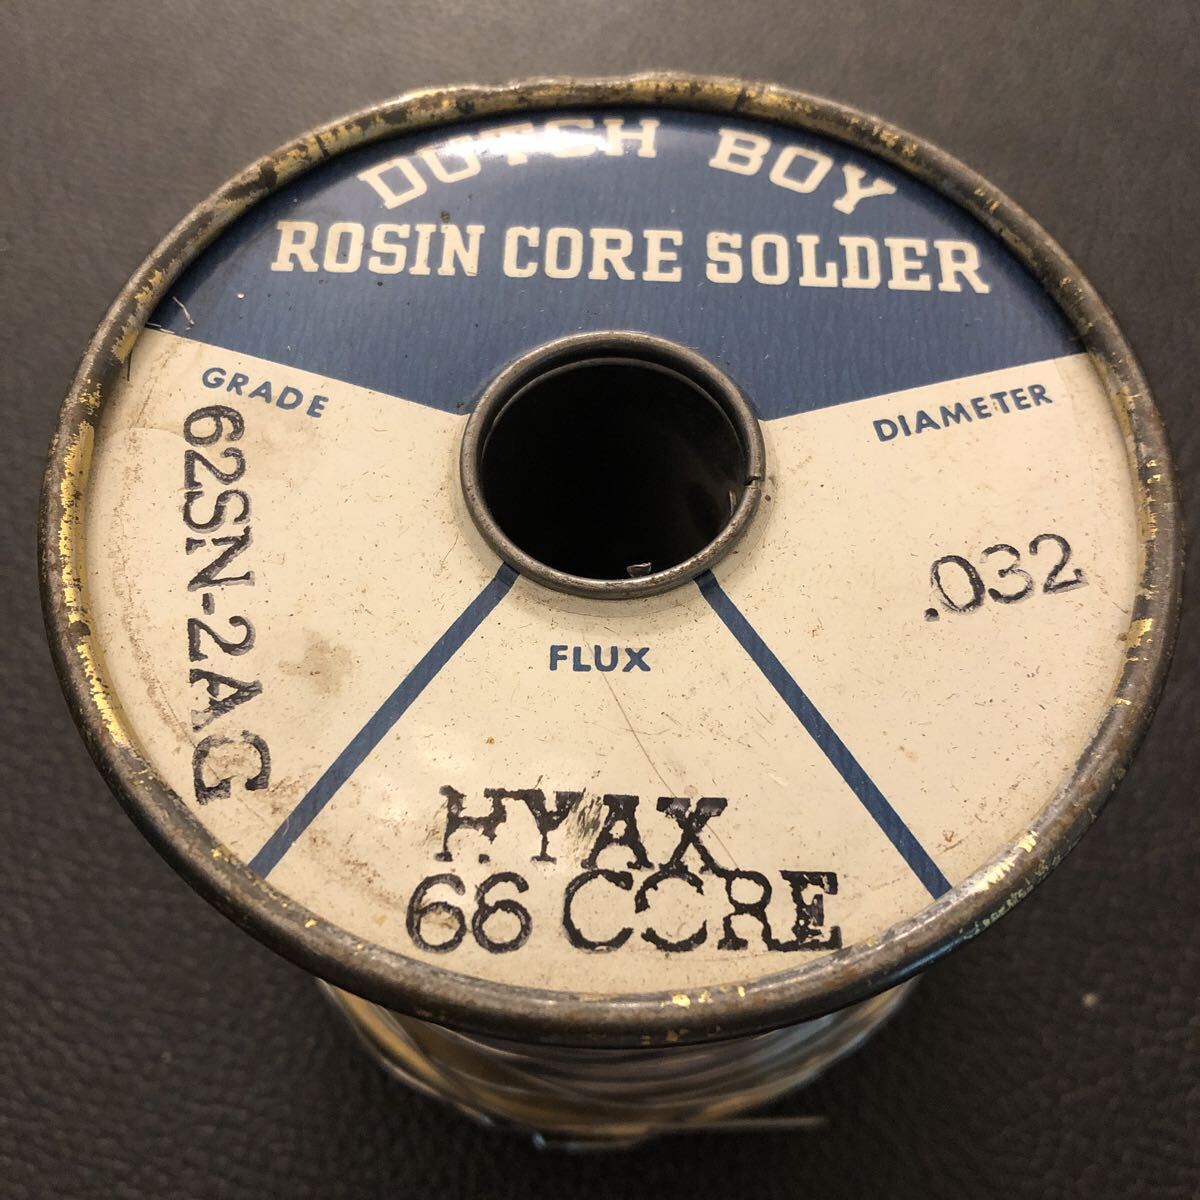 DUTCH BOY
ROSIN CORE SOLDER
GRADE
62SN-2AG
DIAMETER
.032
FLUX
HYAX
66 CORE